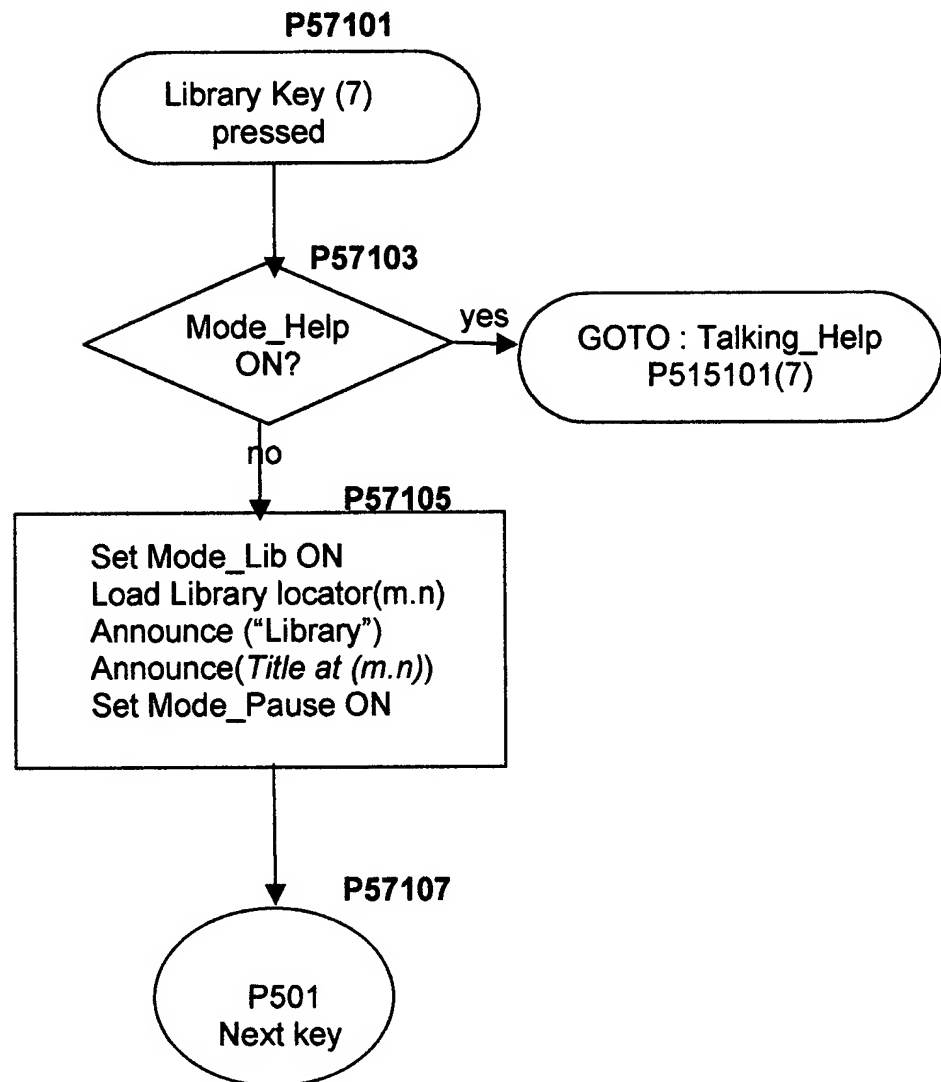 P57101
Library Key (7)
pressed
P57103
Mode_Help
ON?
yes
GOTO : Talking_Help
P515101(7)
no
P57105
Set Mode_Lib ON
Load Library locator(m.n)
Announce (“Library”)
Announce(Title at (m.n))
Set Mode_Pause ON
P57107
P501
Next key